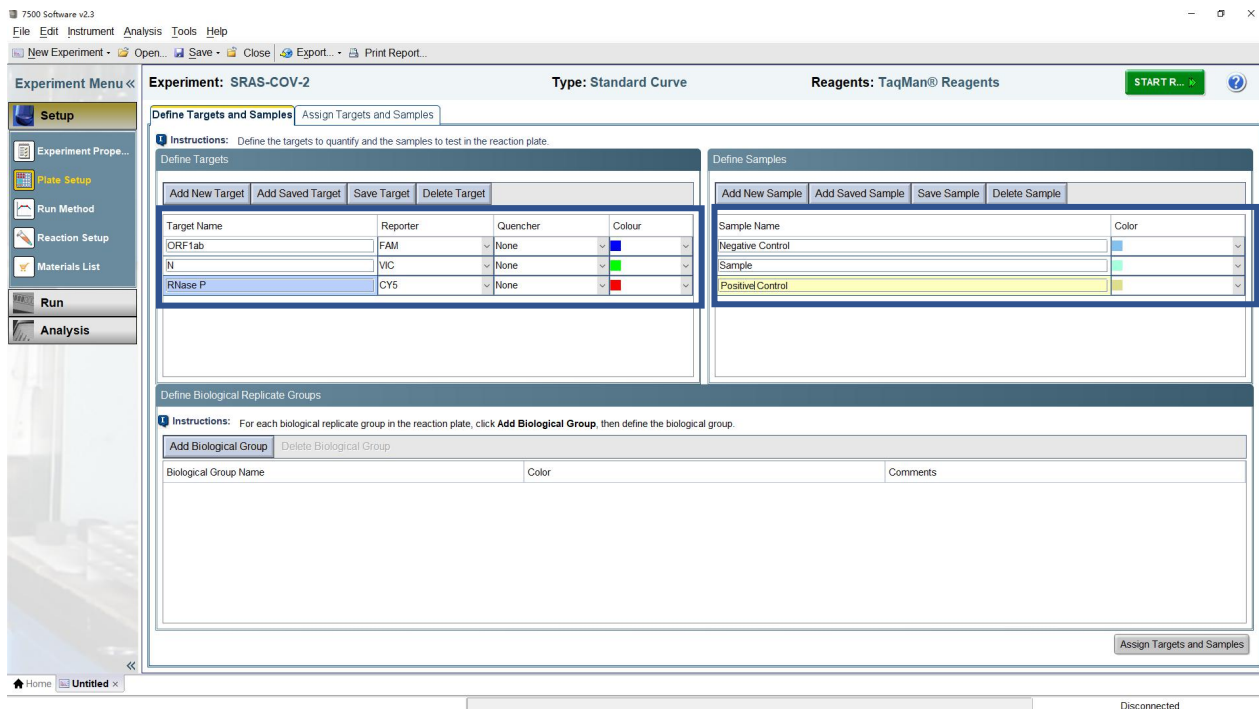 7500 Software v2.3
File Edit Instrument Analysis Tools Help
New Experiment Open... Save Close Export... Print Report...
Experiment Menu «
Experiment: SRAS-COV-2 Type: Standard Curve Reagents: TaqMan® Reagents START R... »
Setup
Experiment Prope...
Plate Setup
Run Method
Reaction Setup
Materials List
Run
Analysis
Define Targets and Samples Assign Targets and Samples
Instructions: Define the targets to quantify and the samples to test in the reaction plate.
Define Targets
Add New Target Add Saved Target Save Target Delete Target
Target Name Reporter Quencher Colour
ORF1ab FAM None
N VIC None
RNase P CY5 None
Define Samples
Add New Sample Add Saved Sample Save Sample Delete Sample
Sample Name Color
Negative Control
Sample
Positive Control
Define Biological Replicate Groups
Instructions: For each biological replicate group in the reaction plate, click Add Biological Group, then define the biological group.
Add Biological Group Delete Biological Group
Biological Group Name Color Comments
Assign Targets and Samples
«
Home Untitled ×
Disconnected